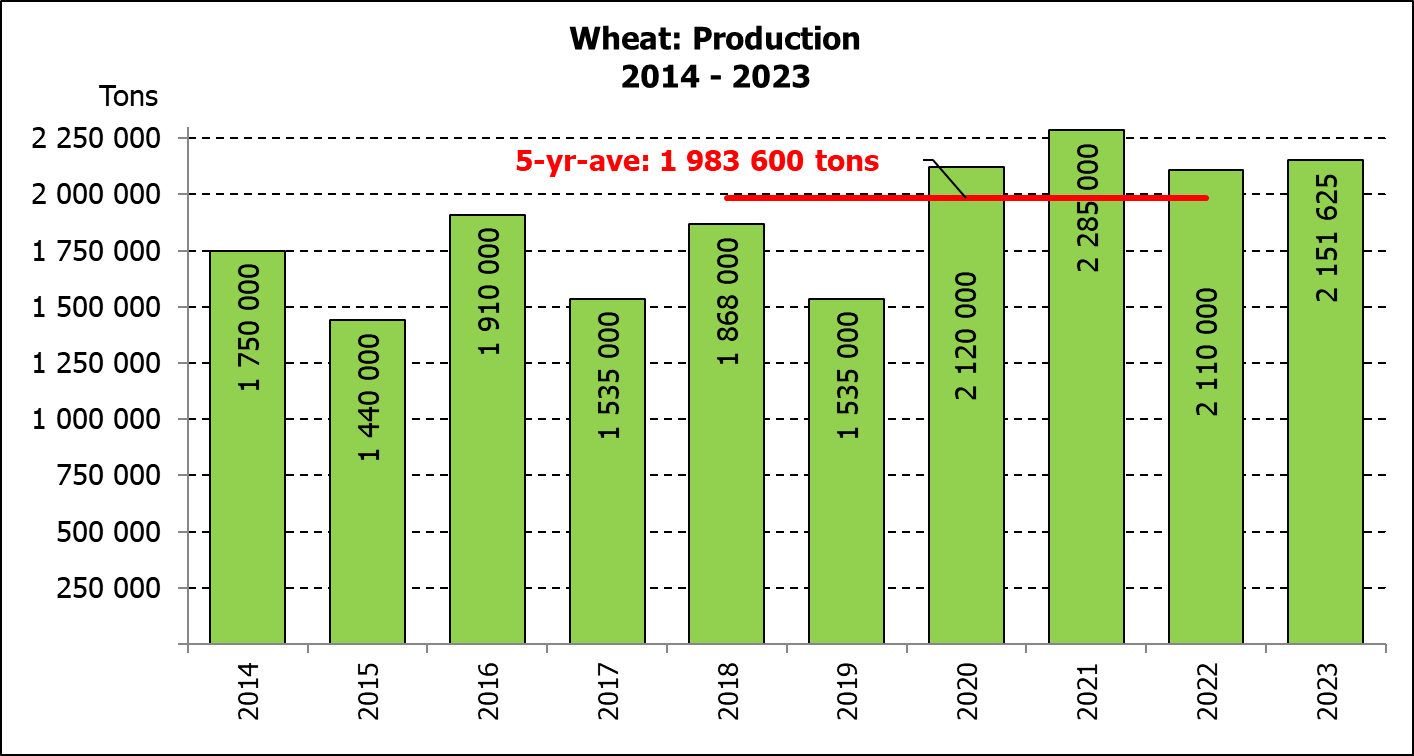 Wheat: Production
2014 - 2023
Tons
2 250 000
2 000 000
1 750 000
1 500 000
1 250 000
1 000 000
750 000
500 000
250 000
5-yr-ave: 1 983 600 tons
1 750 000
1 440 000
1 910 000
1 535 000
1 868 000
1 535 000
2 120 000
2 285 000
2 110 000
2 151 625
2014
2015
2016
2017
2018
2019
2020
2021
2022
2023